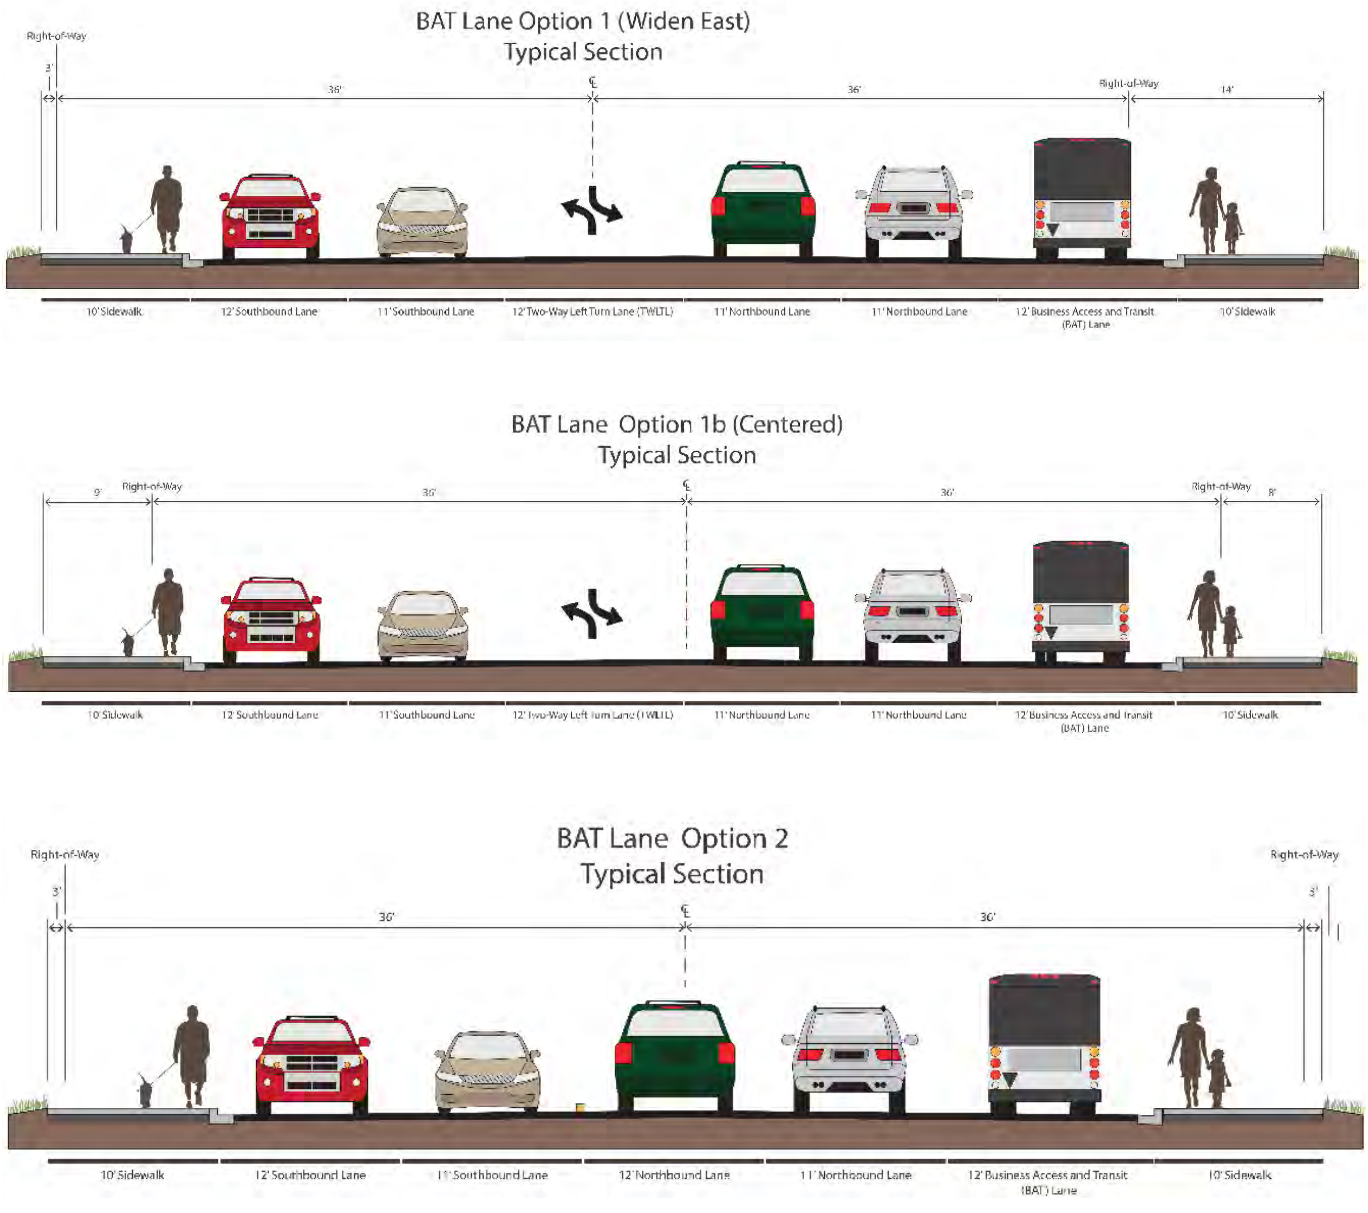 BAT Lane Option 1 (Widen East)
Typical Section
Right-of-Way
3'
36'
℄
36'
Right-of-Way
14'
10' Sidewalk
12' Southbound Lane
11' Southbound Lane
12' Two-Way Left Turn Lane (TWLTL)
11' Northbound Lane
11' Northbound Lane
12' Business Access and Transit
(BAT) Lane
10' Sidewalk
BAT Lane Option 1b (Centered)
Typical Section
9'
Right-of-Way
36'
℄
36'
Right-of-Way
8'
10' Sidewalk
12' Southbound Lane
11' Southbound Lane
12' Two-Way Left Turn Lane (TWLTL)
11' Northbound Lane
11' Northbound Lane
12' Business Access and Transit
(BAT) Lane
10' Sidewalk
BAT Lane Option 2
Typical Section
Right-of-Way
3'
36'
℄
36'
Right-of-Way
3'
10' Sidewalk
12' Southbound Lane
11' Southbound Lane
12' Northbound Lane
11' Northbound Lane
12' Business Access and Transit
(BAT) Lane
10' Sidewalk